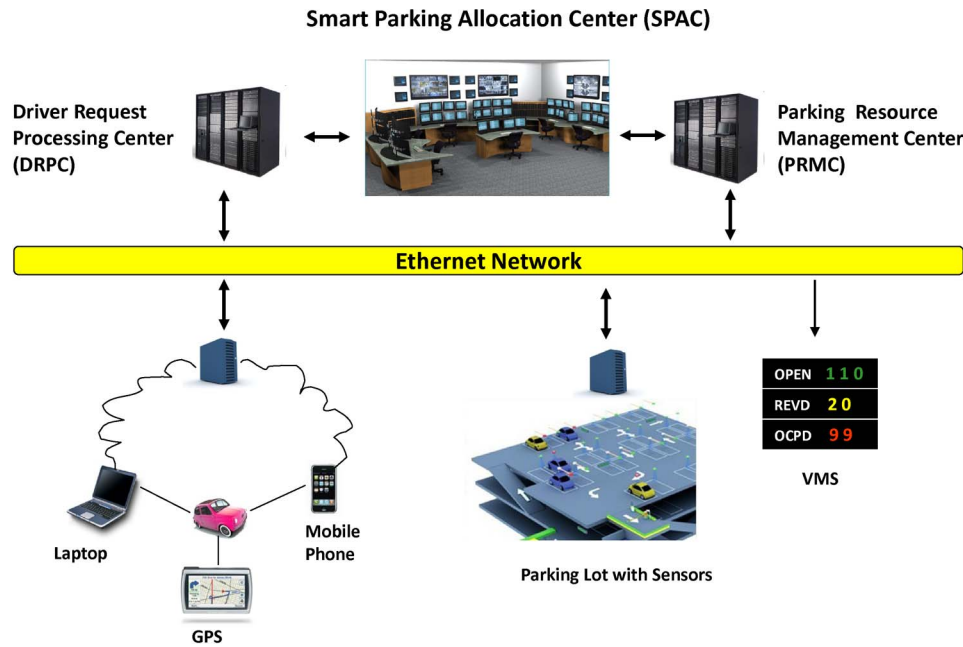 Smart Parking Allocation Center (SPAC)
Driver Request
Processing Center
(DRPC)
Parking Resource
Management Center
(PRMC)
Ethernet Network
OPEN 110
REVD 20
OCPD 99
VMS
Laptop
Mobile
Phone
GPS
Parking Lot with Sensors